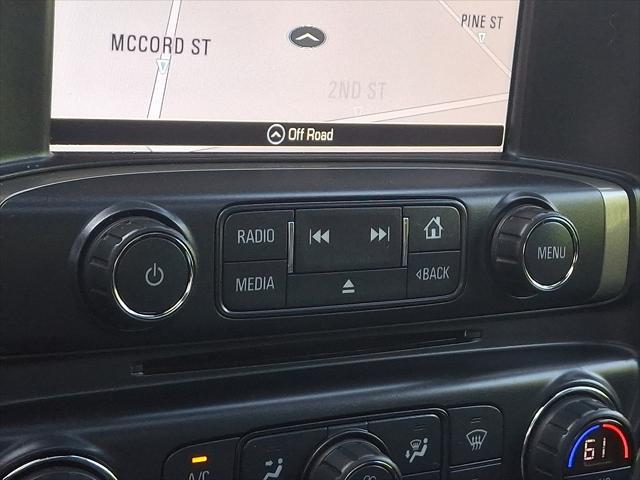 MCCORD ST
PINE ST
2ND ST
Off Road
RADIO
MEDIA
BACK
MENU
A/C
61